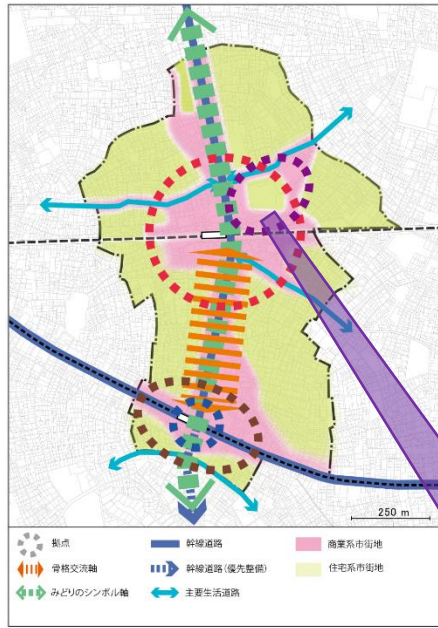 250 m
拠点
幹線道路
商業系市街地
骨格交流軸
幹線道路(優先整備)
住宅系市街地
みどりのシンボル軸
主要生活道路